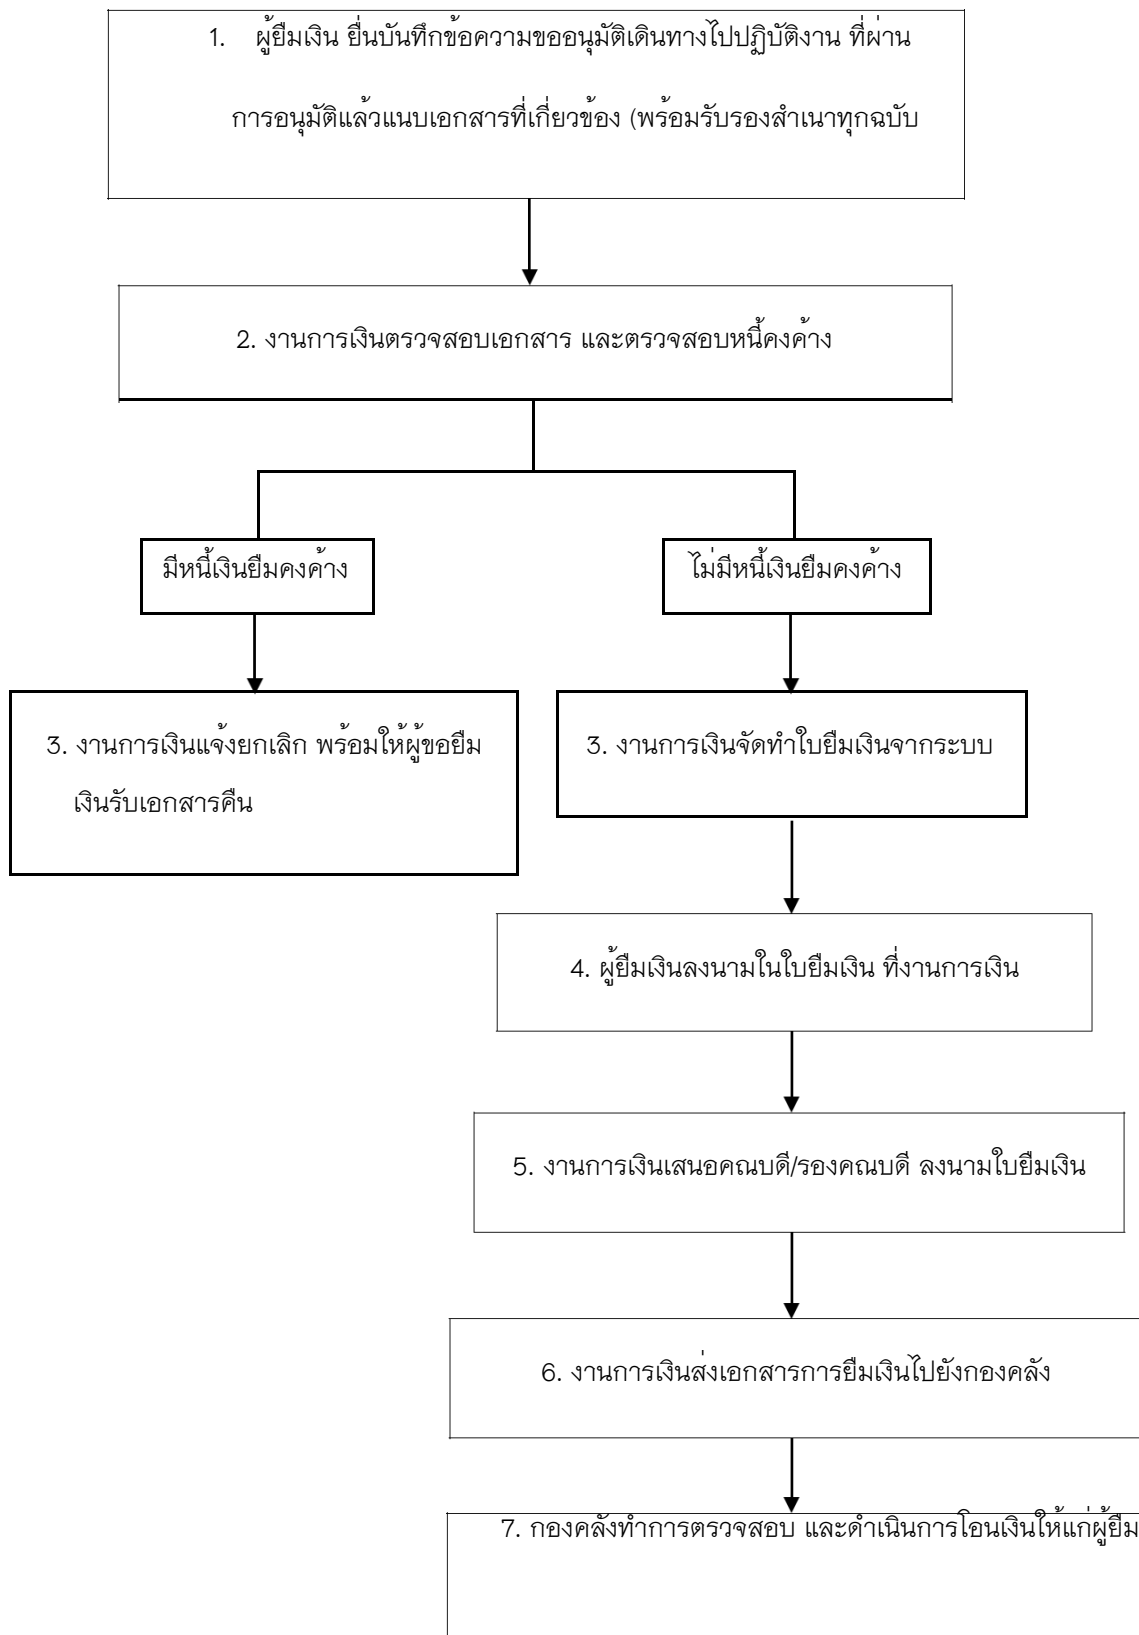 1. ผู้ยืมเงิน ยื่นบันทึกข้อความขออนุมัติเดินทางไปปฏิบัติงาน ที่ผ่าน
การอนุมัติแล้วแนบเอกสารที่เกี่ยวข้อง (พร้อมรับรองสำเนาทุกฉบับ
2. งานการเงินตรวจสอบเอกสาร และตรวจสอบหนี้คงค้าง
มีหนี้เงินยืมคงค้าง
ไม่มีหนี้เงินยืมคงค้าง
3. งานการเงินแจ้งยกเลิก พร้อมให้ผู้ขอยืม
เงินรับเอกสารคืน
3. งานการเงินจัดทำใบยืมเงินจากระบบ
4. ผู้ยืมเงินลงนามในใบยืมเงิน ที่งานการเงิน
5. งานการเงินเสนอคณบดี/รองคณบดี ลงนามใบยืมเงิน
6. งานการเงินส่งเอกสารการยืมเงินไปยังกองคลัง
7. กองคลังทำการตรวจสอบ และดำเนินการโอนเงินให้แก่ผู้ยืม